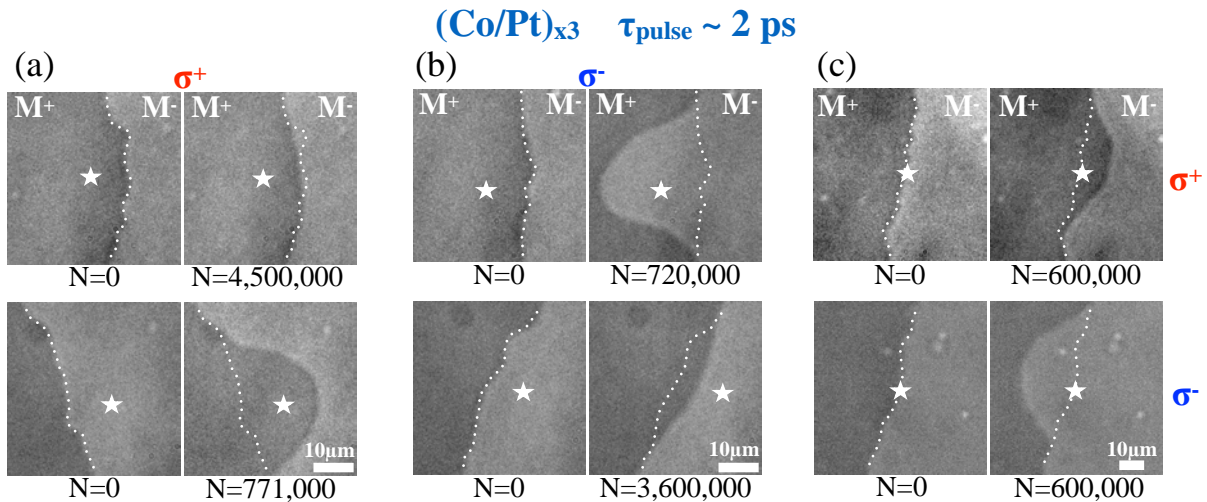 (Co/Pt)x3 τpulse ~ 2 ps
(a)
σ+
M+ M- M+ M-
N=0 N=4,500,000
10μm
N=0 N=771,000
(b)
σ-
M+ M- M+ M-
N=0 N=720,000
10μm
N=0 N=3,600,000
(c)
M+ M- M+ M-
σ+
N=0 N=600,000
σ-
10μm
N=0 N=600,000